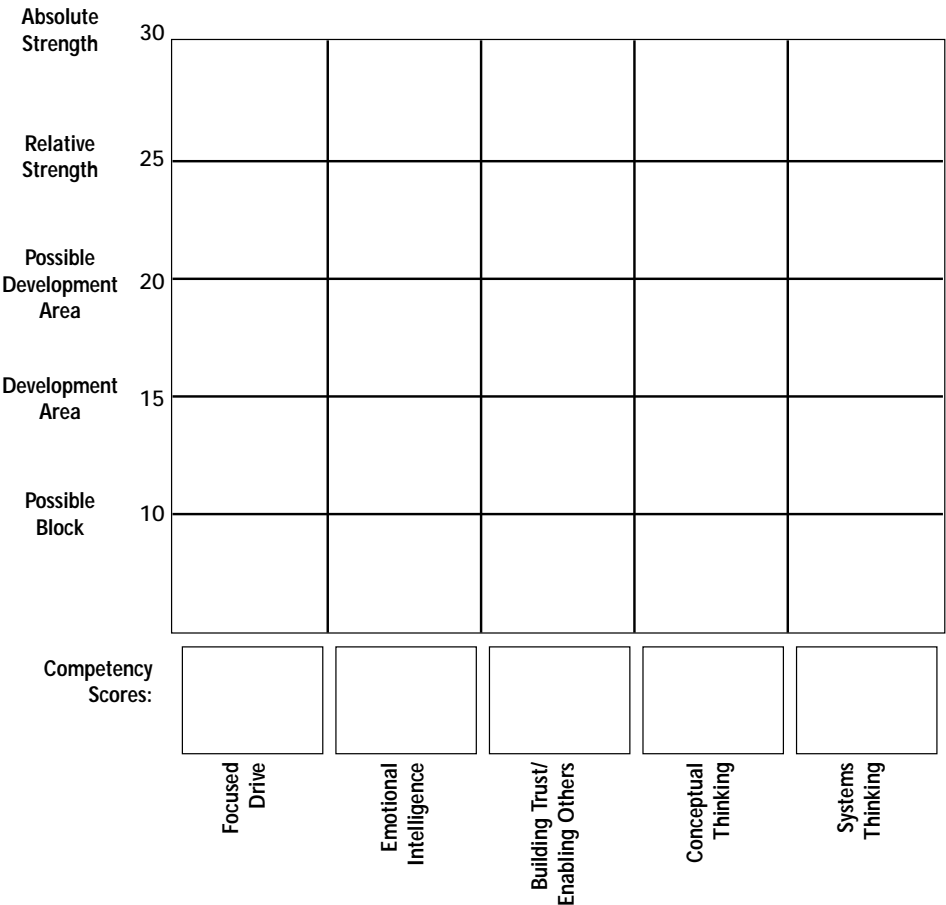 Absolute
Strength
30
Relative
Strength
25
Possible
Development
Area
20
Development
Area
15
Possible
Block
10
Competency
Scores:
Focused
Drive
Emotional
Intelligence
Building Trust/
Enabling Others
Conceptual
Thinking
Systems
Thinking